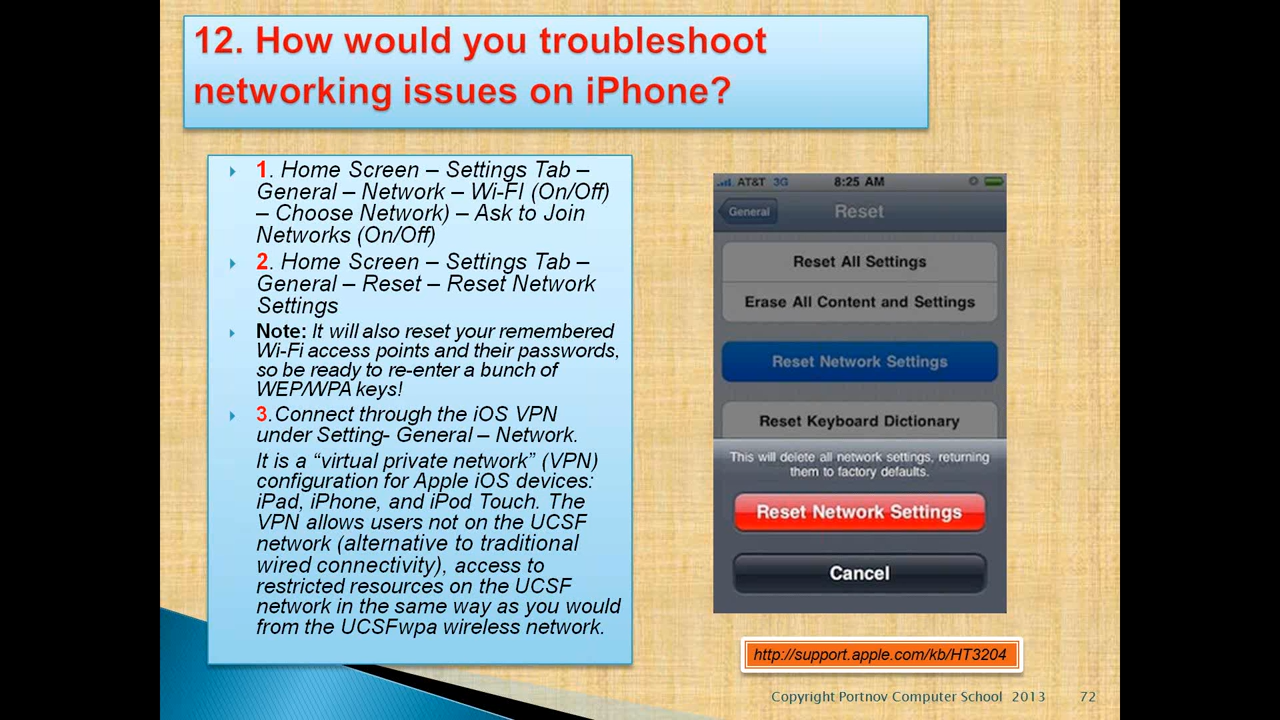 12. How would you troubleshoot
networking issues on iPhone?
1. Home Screen – Settings Tab –
General – Network – Wi-FI (On/Off)
– Choose Network) – Ask to Join
Networks (On/Off)
2. Home Screen – Settings Tab –
General – Reset – Reset Network
Settings
Note: It will also reset your remembered
Wi-Fi access points and their passwords,
so be ready to re-enter a bunch of
WEP/WPA keys!
3.Connect through the iOS VPN
under Setting- General – Network.
It is a “virtual private network” (VPN)
configuration for Apple iOS devices:
iPad, iPhone, and iPod Touch. The
VPN allows users not on the UCSF
network (alternative to traditional
wired connectivity), access to
restricted resources on the UCSF
network in the same way as you would
from the UCSFwpa wireless network.
AT&T 3G 8:25 AM
General Reset
Reset All Settings
Erase All Content and Settings
Reset Network Settings
Reset Keyboard Dictionary
This will delete all network settings, returning
them to factory defaults.
Reset Network Settings
Cancel
http://support.apple.com/kb/HT3204
Copyright Portnov Computer School 2013 72